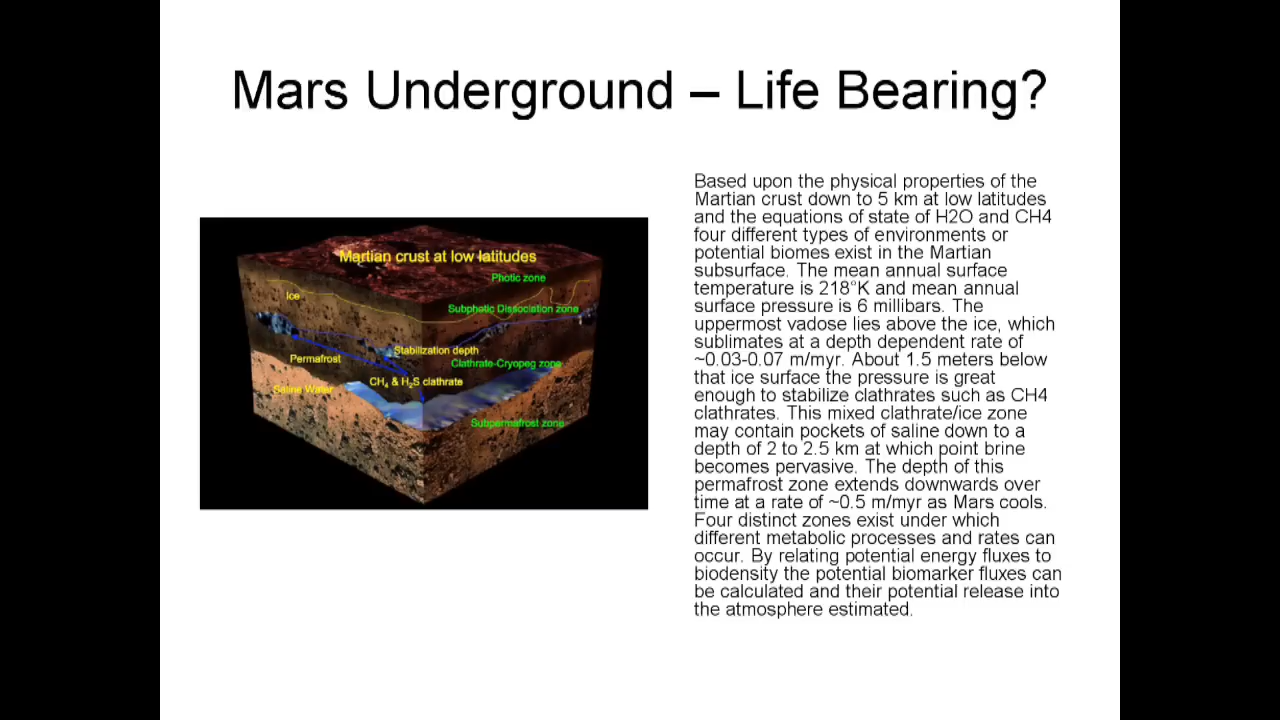 Mars Underground – Life Bearing?
Martian crust at low latitudes
Photic zone
Ice
Subphotic Dissociation zone
Stabilization depth
Permafrost
Clathrate-Cryopeg zone
CH4 & H2S clathrate
Saline Water
Subpermafrost zone
Based upon the physical properties of the
Martian crust down to 5 km at low latitudes
and the equations of state of H2O and CH4
four different types of environments or
potential biomes exist in the Martian
subsurface. The mean annual surface
temperature is 218°K and mean annual
surface pressure is 6 millibars. The
uppermost vadose lies above the ice, which
sublimates at a depth dependent rate of
~0.03-0.07 m/myr. About 1.5 meters below
that ice surface the pressure is great
enough to stabilize clathrates such as CH4
clathrates. This mixed clathrate/ice zone
may contain pockets of saline down to a
depth of 2 to 2.5 km at which point brine
becomes pervasive. The depth of this
permafrost zone extends downwards over
time at a rate of ~0.5 m/myr as Mars cools.
Four distinct zones exist under which
different metabolic processes and rates can
occur. By relating potential energy fluxes to
biodensity the potential biomarker fluxes can
be calculated and their potential release into
the atmosphere estimated.